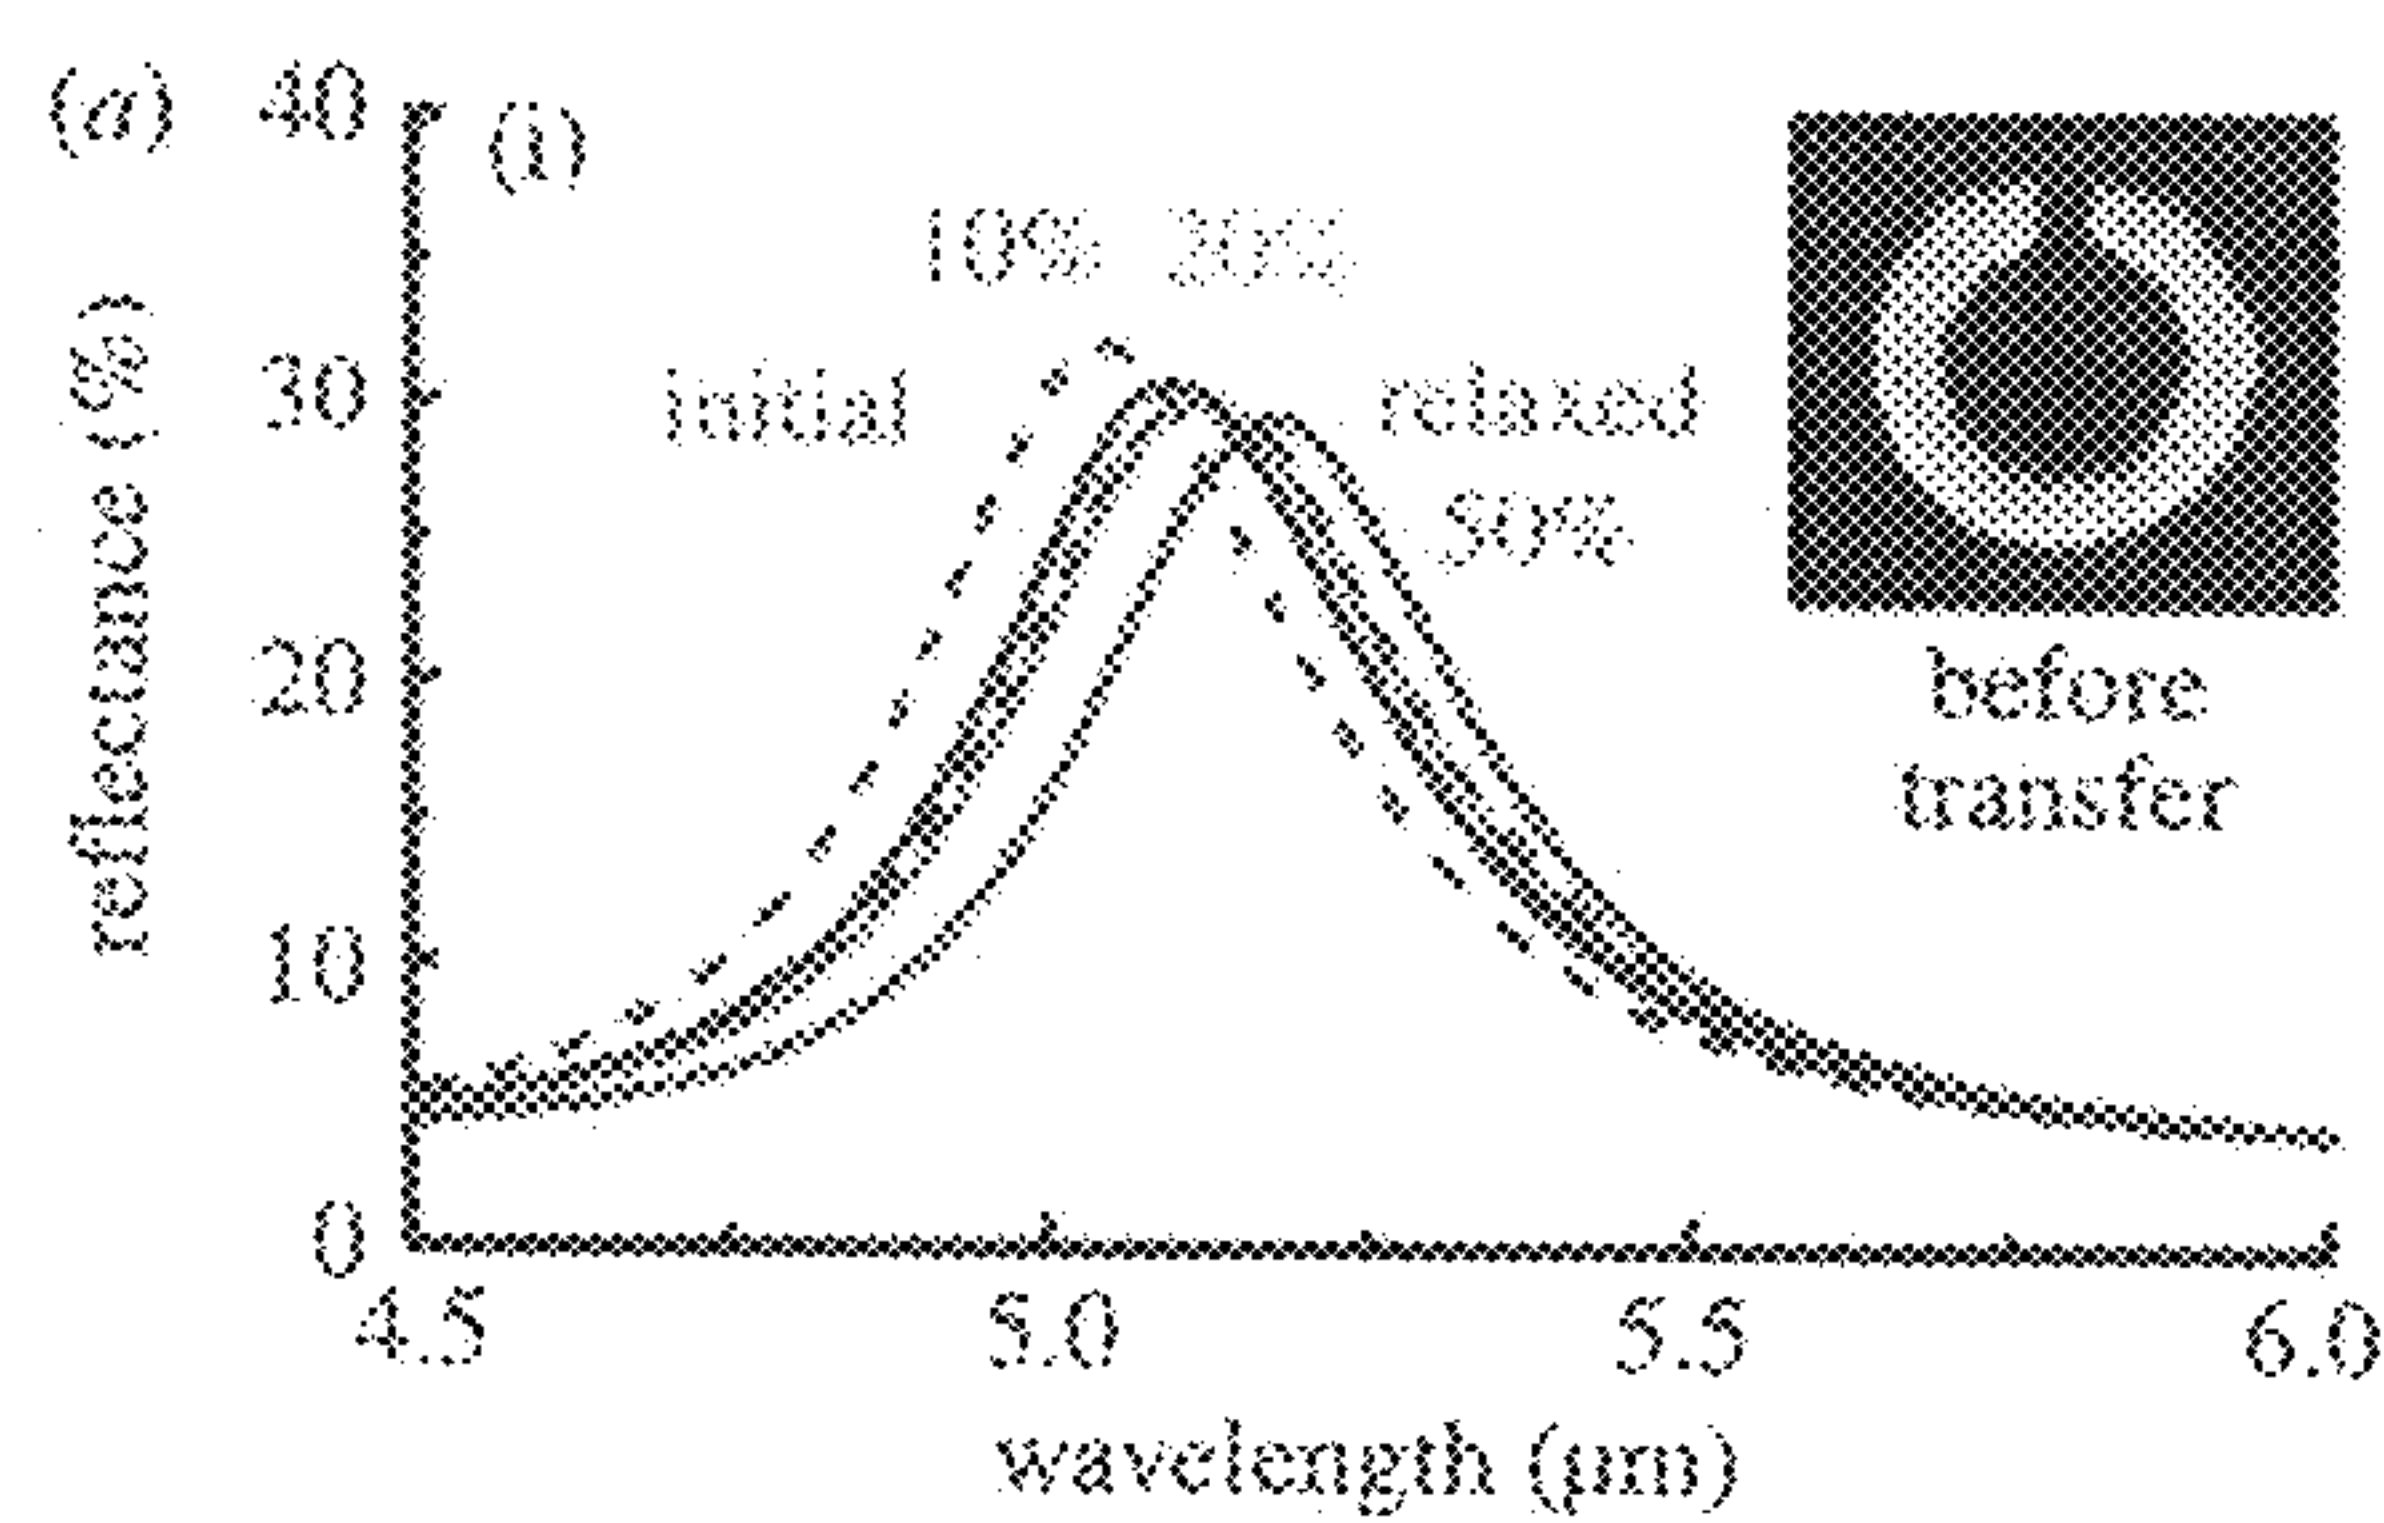 (a)
(i)
40
30
20
10
0
reflectance (%)
10% 20%
initial
relaxed
50%
before
transfer
4.5 5.0 5.5 6.0
wavelength (μm)